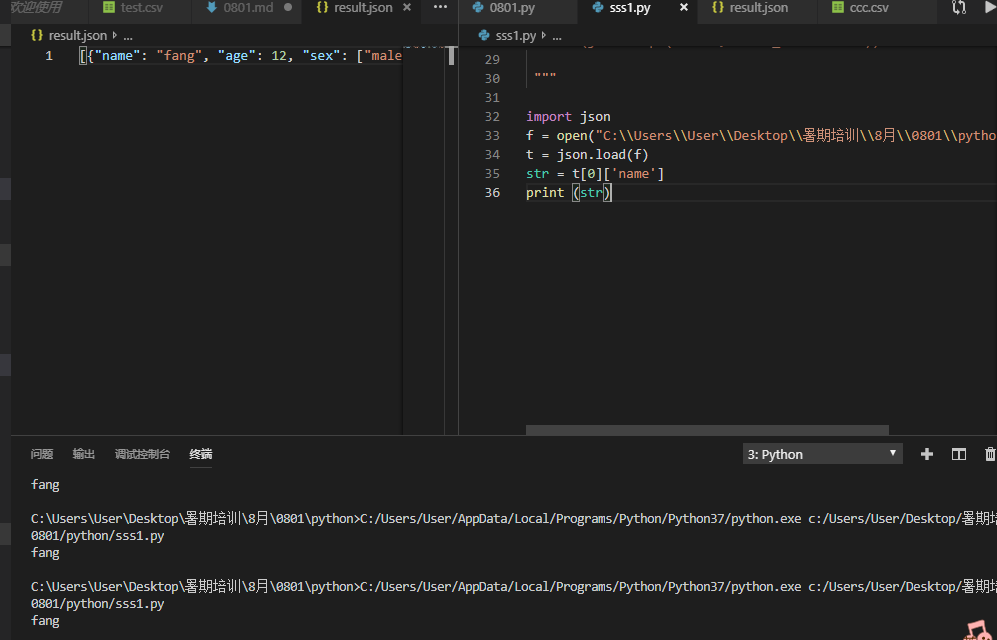 欢迎使用 test.csv 0801.md result.json 0801.py sss1.py result.json ccc.csv
result.json ...
1 [{"name": "fang", "age": 12, "sex": ["male
sss1.py ...
29
30 """
31
32 import json
33 f = open("C:\\Users\\User\\Desktop\\暑期培训\\8月\\0801\\pytho
34 t = json.load(f)
35 str = t[0]['name']
36 print (str)
问题 输出 调试控制台 终端 3: Python
fang
C:\Users\User\Desktop\暑期培训\8月\0801\python>C:/Users/User/AppData/Local/Programs/Python/Python37/python.exe c:/Users/User/Desktop/暑期培
0801/python/sss1.py
fang
C:\Users\User\Desktop\暑期培训\8月\0801\python>C:/Users/User/AppData/Local/Programs/Python/Python37/python.exe c:/Users/User/Desktop/暑期培
0801/python/sss1.py
fang